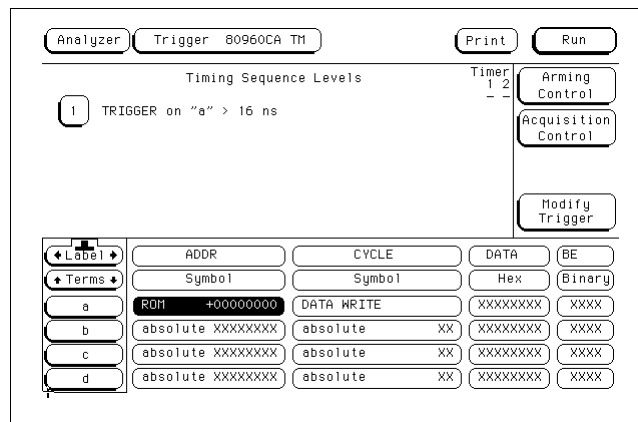 Analyzer Trigger 80960CA TM Print Run
Timing Sequence Levels
Timer
1 2
– –
Arming
Control
1 TRIGGER on "a" > 16 ns
Acquisition
Control
Modify
Trigger
Label ADDR CYCLE DATA BE
Terms Symbol Symbol Hex Binary
a ROM +00000000 DATA WRITE XXXXXXXX XXXX
b absolute XXXXXXXX absolute XX XXXXXXXX XXXX
c absolute XXXXXXXX absolute XX XXXXXXXX XXXX
d absolute XXXXXXXX absolute XX XXXXXXXX XXXX